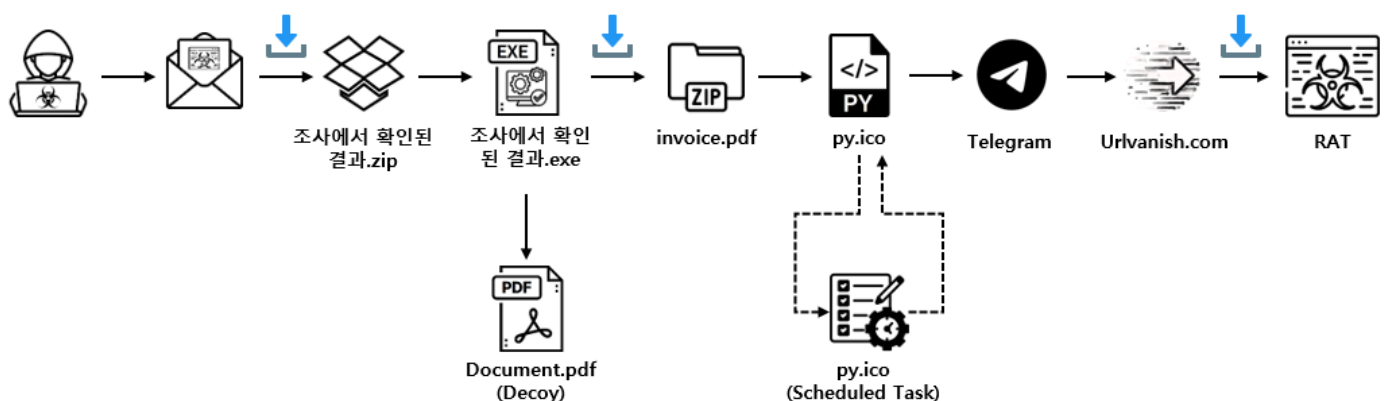 EXE
ZIP
</>
PY
조사에서 확인된
결과.zip
조사에서 확인
된 결과.exe
invoice.pdf
py.ico
Telegram
Urlvanish.com
RAT
PDF
Document.pdf
(Decoy)
py.ico
(Scheduled Task)